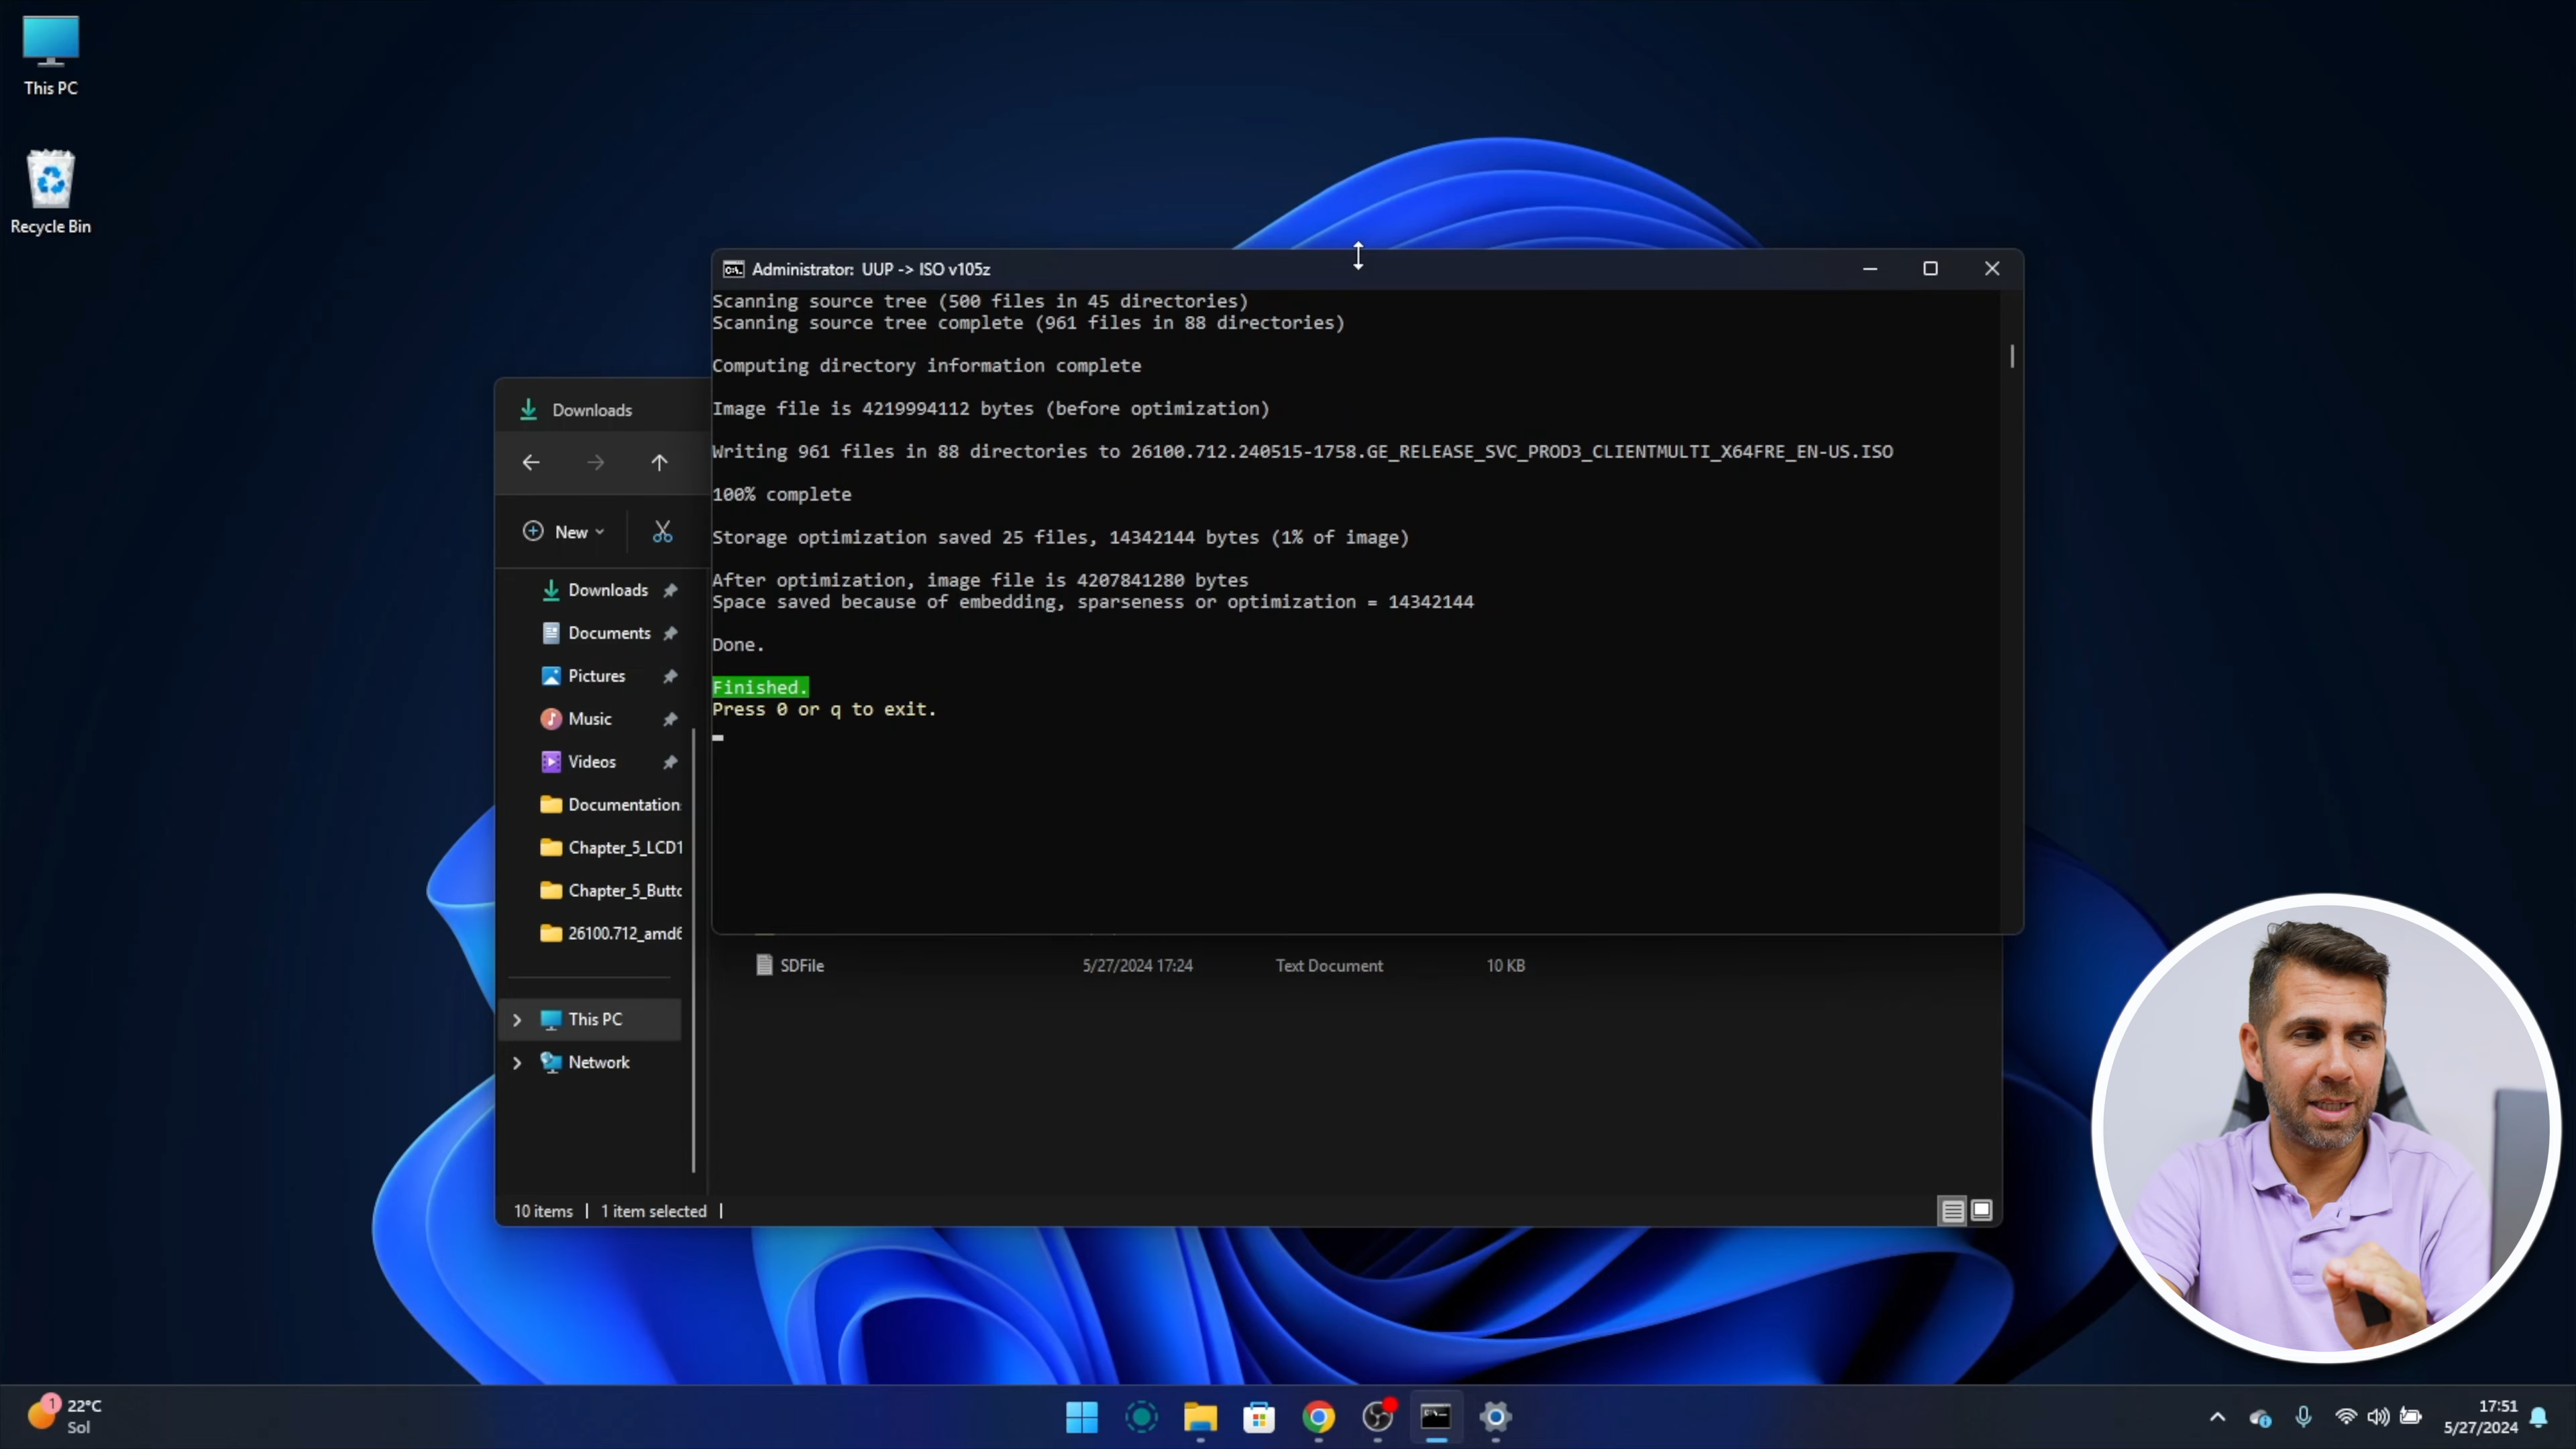 This PC
Recycle Bin
Administrator: UUP -> ISO v105z
Scanning source tree (500 files in 45 directories)
Scanning source tree complete (961 files in 88 directories)
Computing directory information complete
Image file is 4219994112 bytes (before optimization)
Writing 961 files in 88 directories to 26100.712.240515-1758.GE_RELEASE_SVC_PROD3_CLIENTMULTI_X64FRE_EN-US.ISO
100% complete
Storage optimization saved 25 files, 14342144 bytes (1% of image)
After optimization, image file is 4207841280 bytes
Space saved because of embedding, sparseness or optimization = 14342144
Done.
Finished.
Press 0 or q to exit.
Downloads
New
Downloads
Documents
Pictures
Music
Videos
Documentation
Chapter_5_LCD1
Chapter_5_Butto
26100.712_amd6
This PC
Network
SDFile 5/27/2024 17:24 Text Document 10 KB
10 items | 1 item selected |
1
22°C
Sol
17:51
5/27/2024